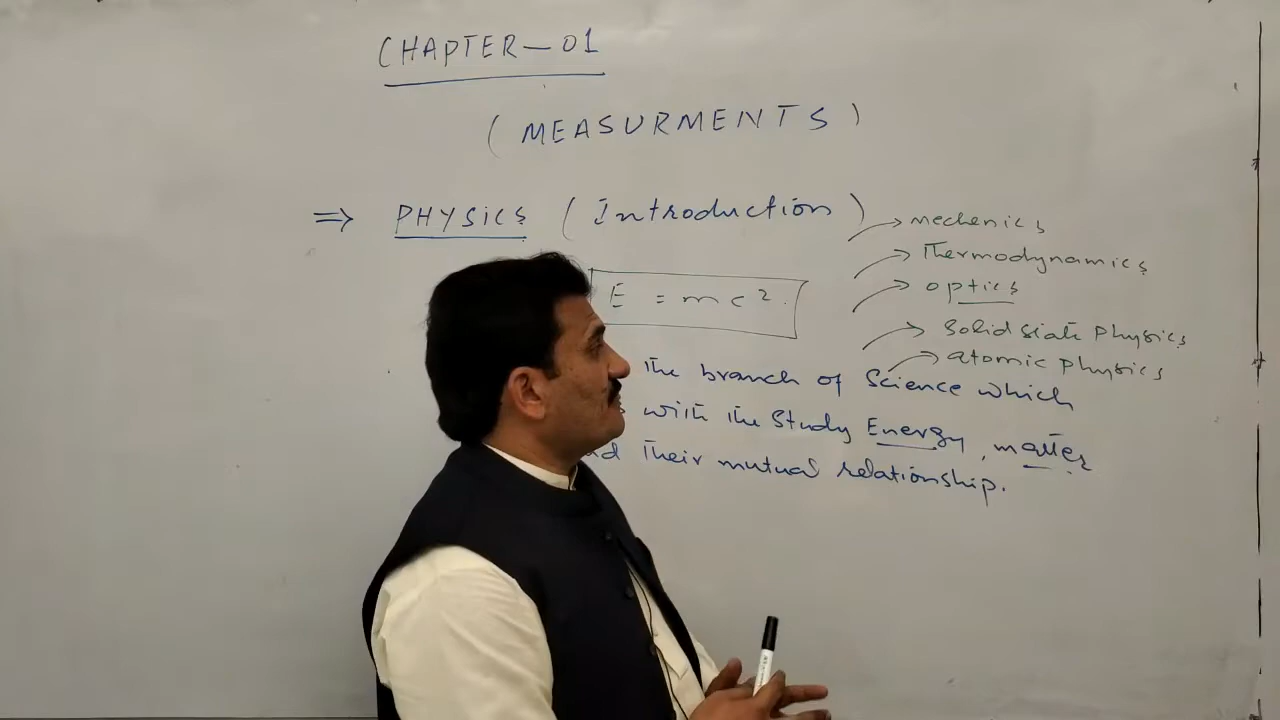 CHAPTER—01
(MEASURMENTS)
⇒ PHYSICS (Introduction)
→ mechenics
→ Thermodynamics
→ optics
→ Solid state Physics
→ atomic physics
E = mc².
The branch of Science which
with the Study Energy, matter
their mutual relationship.